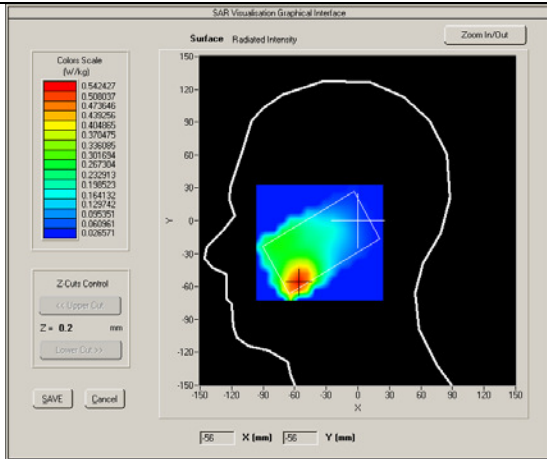 SAR Visualisation Graphical Interface
Surface Radiated Intensity
Zoom In/Out
Colors Scale
(W/kg)
0.542427
0.508037
0.473646
0.439256
0.404865
0.370475
0.336085
0.301694
0.267304
0.232913
0.198523
0.164132
0.129742
0.095351
0.060961
0.026571
150
120
90
60
30
0
-30
-60
-90
-120
-150
Y
-150 -120 -90 -60 -30 0 30 60 90 120 150
X
Z-Cuts Control
<< Upper Cut
Z = 0.2 mm
Lower Cut >>
SAVE Cancel
-56 X (mm) -56 Y (mm)